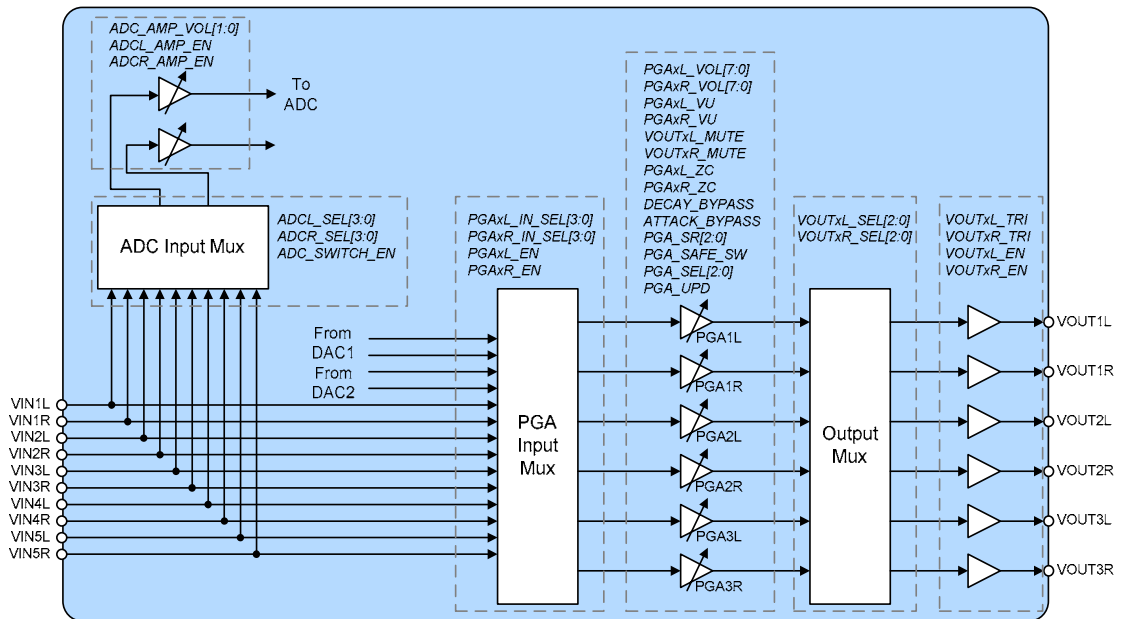 ADC_AMP_VOL[1:0]
ADCL_AMP_EN
ADCR_AMP_EN
To
ADC
ADC Input Mux
ADCL_SEL[3:0]
ADCR_SEL[3:0]
ADC_SWITCH_EN
PGAxL_IN_SEL[3:0]
PGAxR_IN_SEL[3:0]
PGAxL_EN
PGAxR_EN
PGAxL_VOL[7:0]
PGAxR_VOL[7:0]
PGAxL_VU
PGAxR_VU
VOUTxL_MUTE
VOUTxR_MUTE
PGAxL_ZC
PGAxR_ZC
DECAY_BYPASS
ATTACK_BYPASS
PGA_SR[2:0]
PGA_SAFE_SW
PGA_SEL[2:0]
PGA_UPD
VOUTxL_SEL[2:0]
VOUTxR_SEL[2:0]
VOUTxL_TRI
VOUTxR_TRI
VOUTxL_EN
VOUTxR_EN
From
DAC1
From
DAC2
VIN1L
VIN1R
VIN2L
VIN2R
VIN3L
VIN3R
VIN4L
VIN4R
VIN5L
VIN5R
PGA
Input
Mux
PGA1L
PGA1R
PGA2L
PGA2R
PGA3L
PGA3R
Output
Mux
VOUT1L
VOUT1R
VOUT2L
VOUT2R
VOUT3L
VOUT3R